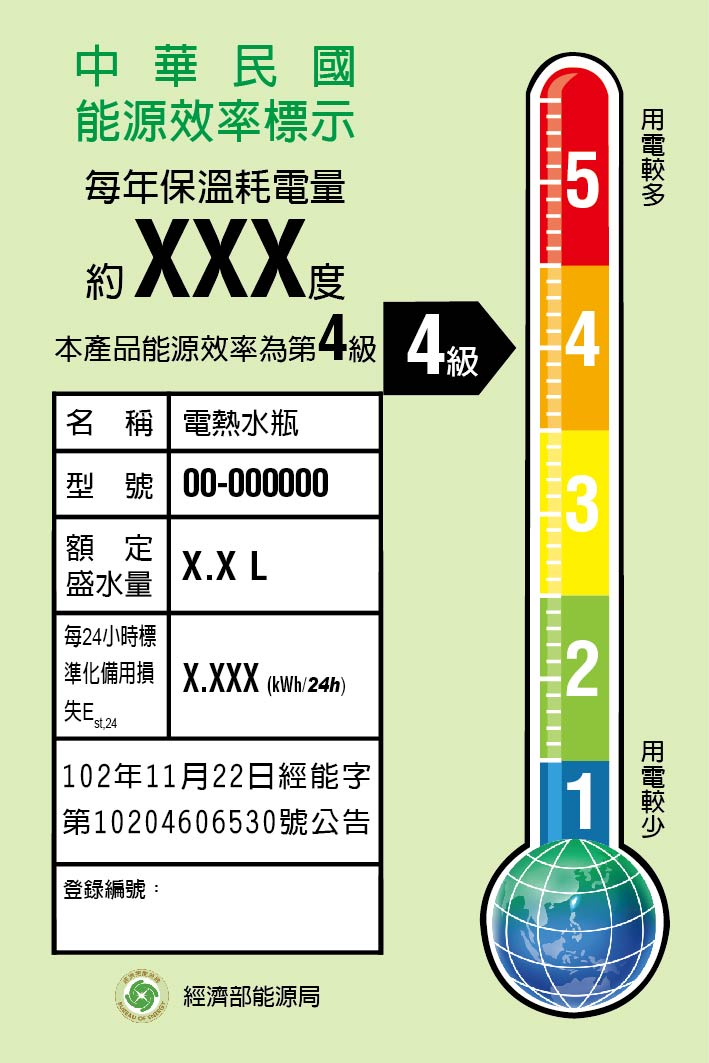 中華民國
能源效率標示
每年保溫耗電量
約XXX度
本產品能源效率為第4級
4級
名稱 電熱水瓶
型號 00-000000
額定
盛水量 X.X L
每24小時標
準化備用損
失Est,24 X.XXX (kWh/24h)
102年11月22日經能字
第10204606530號公告
登錄編號：
經濟部能源局
BUREAU OF ENERGY
用電較多
5
4
3
2
1
用電較少